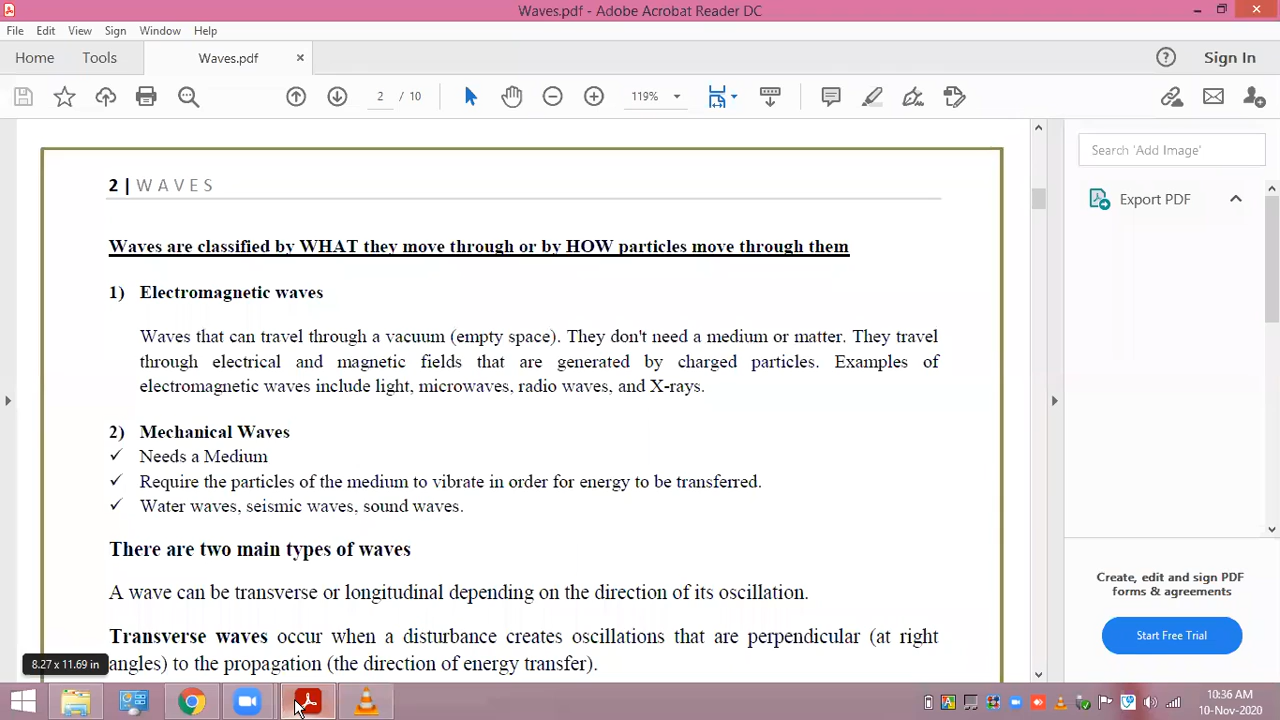 Waves.pdf - Adobe Acrobat Reader DC
File Edit View Sign Window Help
Home Tools Waves.pdf × Sign In
2 / 10 119%
Search 'Add Image'
Export PDF
2 | W A V E S
Waves are classified by WHAT they move through or by HOW particles move through them
1) Electromagnetic waves
Waves that can travel through a vacuum (empty space). They don't need a medium or matter. They travel
through electrical and magnetic fields that are generated by charged particles. Examples of
electromagnetic waves include light, microwaves, radio waves, and X-rays.
2) Mechanical Waves
✓ Needs a Medium
✓ Require the particles of the medium to vibrate in order for energy to be transferred.
✓ Water waves, seismic waves, sound waves.
There are two main types of waves
A wave can be transverse or longitudinal depending on the direction of its oscillation.
Transverse waves occur when a disturbance creates oscillations that are perpendicular (at right
angles) to the propagation (the direction of energy transfer).
8.27 x 11.69 in
Create, edit and sign PDF
forms & agreements
Start Free Trial
10:36 AM
10-Nov-2020